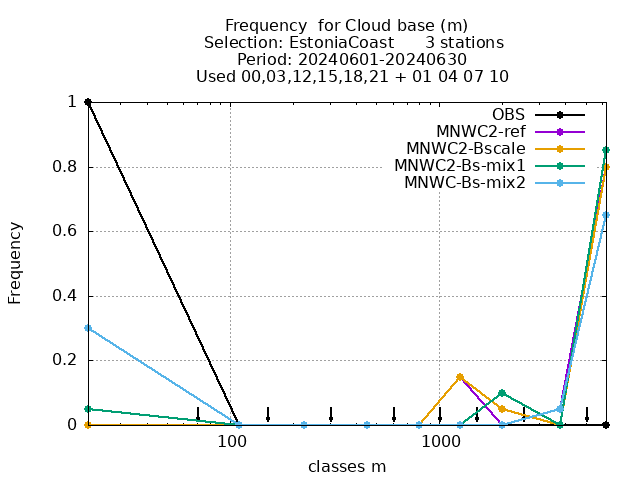 Frequency  for Cloud base (m)
Selection: EstoniaCoast      3 stations
Period: 20240601-20240630
Used 00,03,12,15,18,21 + 01 04 07 10
OBS
MNWC2-ref
MNWC2-Bscale
MNWC2-Bs-mix1
MNWC-Bs-mix2
1
0.8
0.6
0.4
0.2
0
Frequency
100
1000
classes m